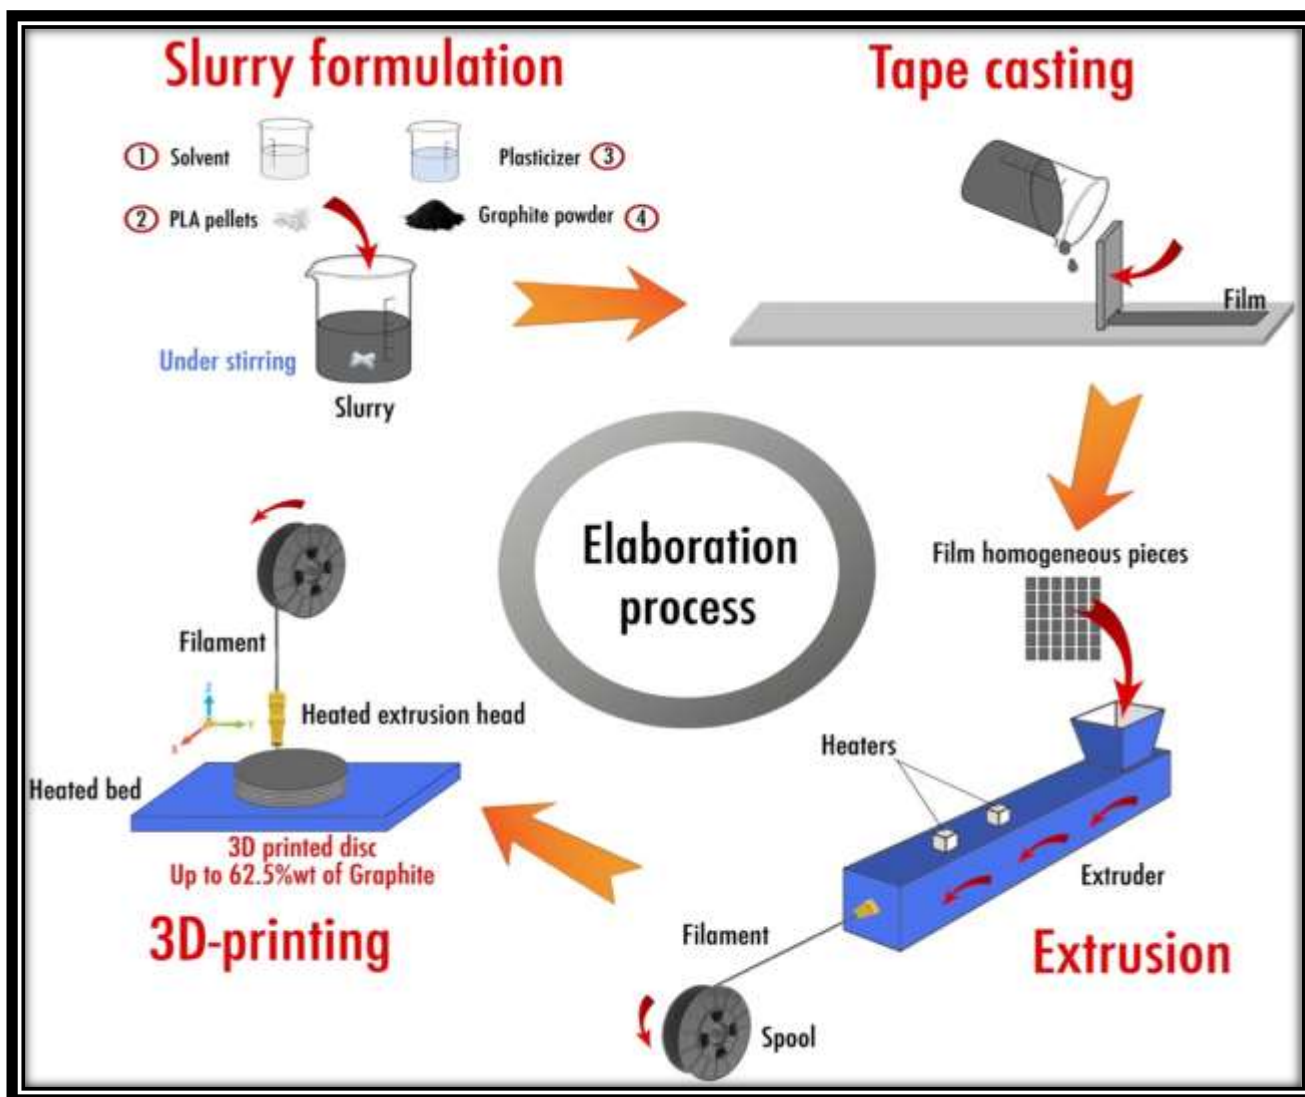 Slurry formulation
1 Solvent
Plasticizer 3
2 PLA pellets
Graphite powder 4
Under stirring
Slurry
Tape casting
Film
Elaboration
process
Film homogeneous pieces
Heaters
Extruder
Extrusion
Filament
Spool
Filament
Z
Y
X
Heated extrusion head
Heated bed
3D printed disc
Up to 62.5%wt of Graphite
3D-printing